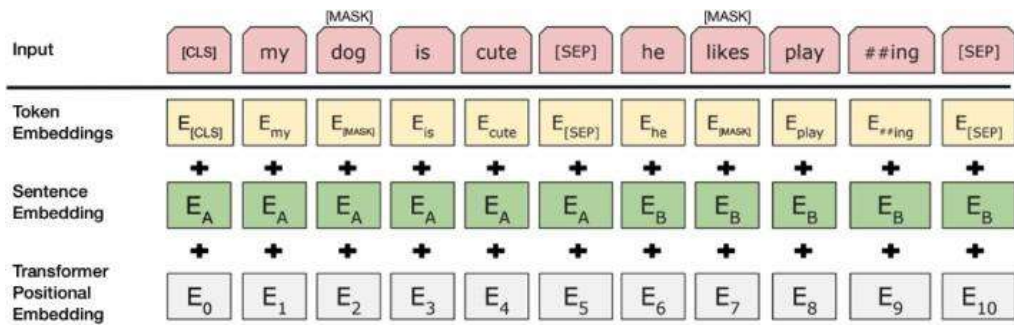 [MASK] [MASK]
Input [CLS] my dog is cute [SEP] he likes play ##ing [SEP]
Token
Embeddings
E[CLS] Emy E[MASK] Eis Ecute E[SEP] Ehe E[MASK] Eplay E##ing E[SEP]
Sentence
Embedding
EA EA EA EA EA EA EB EB EB EB EB
Transformer
Positional
Embedding
E0 E1 E2 E3 E4 E5 E6 E7 E8 E9 E10